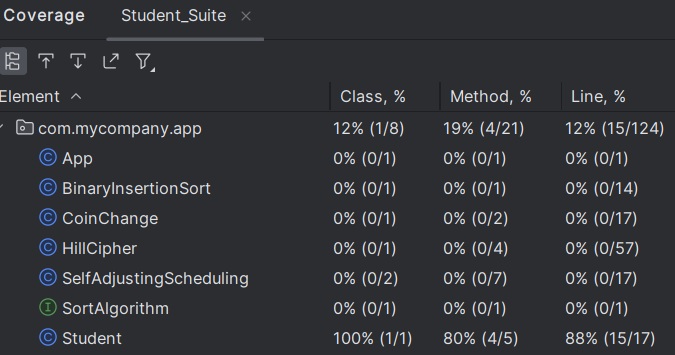 Coverage Student_Suite ×
Element Class, % Method, % Line, %
com.mycompany.app 12% (1/8) 19% (4/21) 12% (15/124)
C App 0% (0/1) 0% (0/1) 0% (0/1)
C BinaryInsertionSort 0% (0/1) 0% (0/1) 0% (0/14)
C CoinChange 0% (0/1) 0% (0/2) 0% (0/17)
C HillCipher 0% (0/1) 0% (0/4) 0% (0/57)
C SelfAdjustingScheduling 0% (0/2) 0% (0/7) 0% (0/17)
I SortAlgorithm 0% (0/1) 0% (0/1) 0% (0/1)
C Student 100% (1/1) 80% (4/5) 88% (15/17)